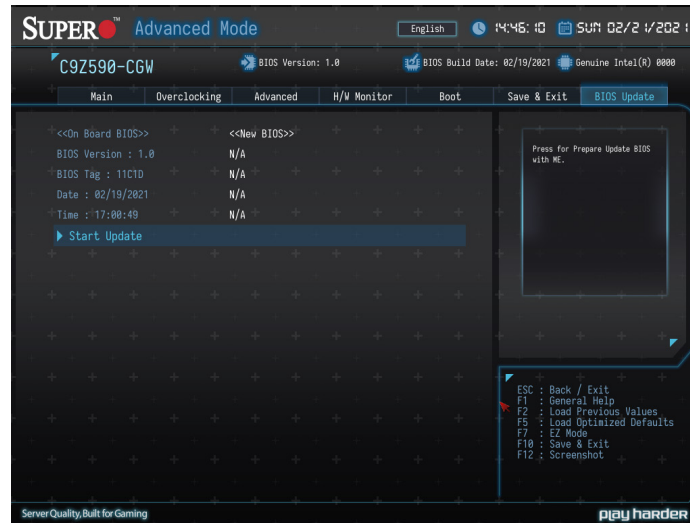 SUPER™ Advanced Mode English 14:46:10 SUN 02/21/2021
C9Z590-CGW BIOS Version: 1.0 BIOS Build Date: 02/19/2021 Genuine Intel(R) 0000
Main Overclocking Advanced H/W Monitor Boot Save & Exit BIOS Update
<<On Board BIOS>> <<New BIOS>>
BIOS Version : 1.0 N/A
BIOS Tag : 11C1D N/A
Date : 02/19/2021 N/A
Time : 17:00:49 N/A
Start Update
Press for Prepare Update BIOS
with ME.
ESC : Back / Exit
F1 : General Help
F2 : Load Previous Values
F5 : Load Optimized Defaults
F7 : EZ Mode
F10 : Save & Exit
F12 : Screenshot
Server Quality, Built for Gaming play harder